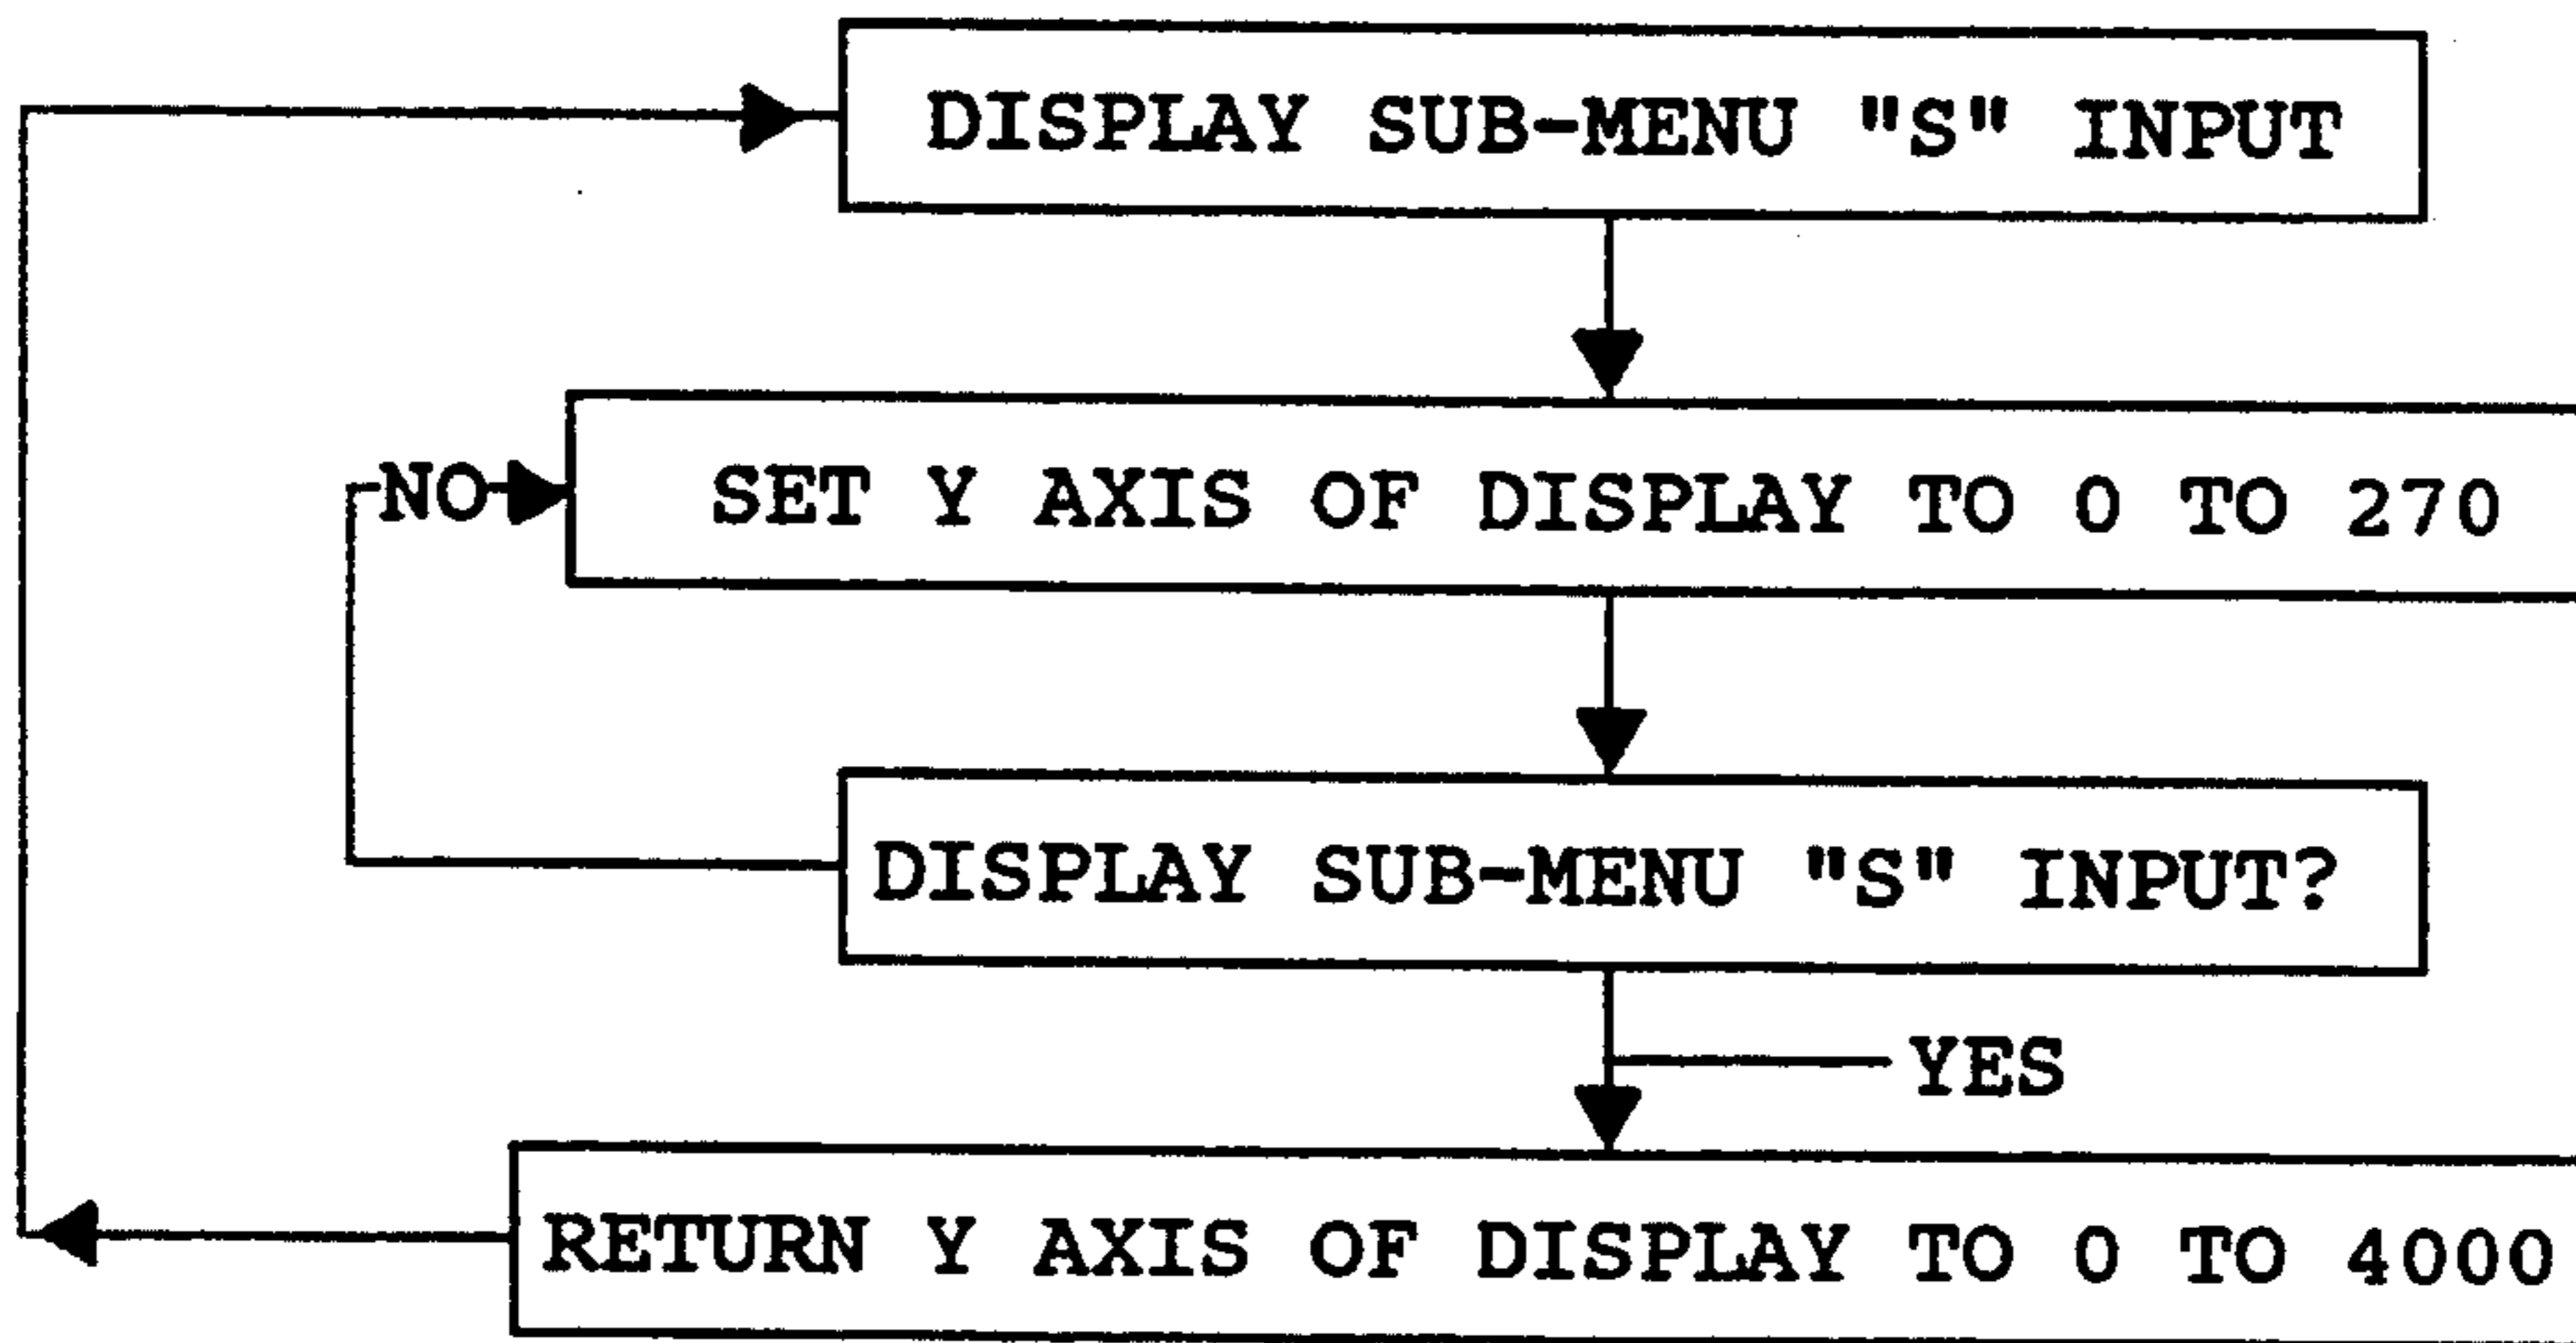 DISPLAY SUB-MENU "S" INPUT
NO
SET Y AXIS OF DISPLAY TO 0 TO 270
DISPLAY SUB-MENU "S" INPUT?
YES
RETURN Y AXIS OF DISPLAY TO 0 TO 4000